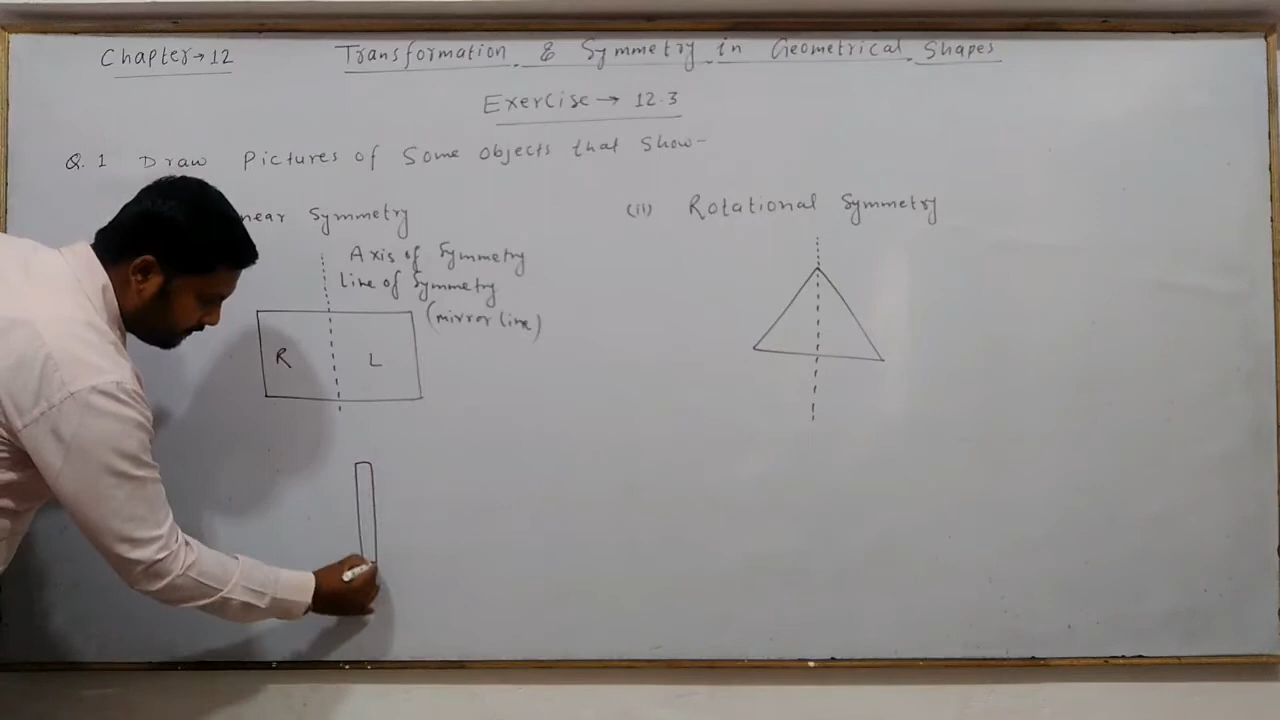 Chapter→12 Transformation & Symmetry in Geometrical Shapes
Exercise→ 12.3
Q. 1 Draw Pictures of Some objects that Show-
near Symmetry
(ii) Rotational Symmetry
Axis of Symmetry
Line of Symmetry
(mirror line)
R L